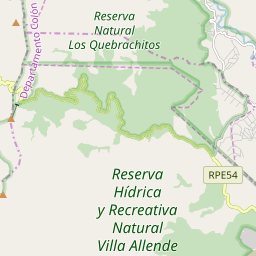 Reserva
Natural
Los Quebrachitos
Departamento Colón
RPE54
Reserva
Hídrica
y Recreativa
Natural
Villa Allende